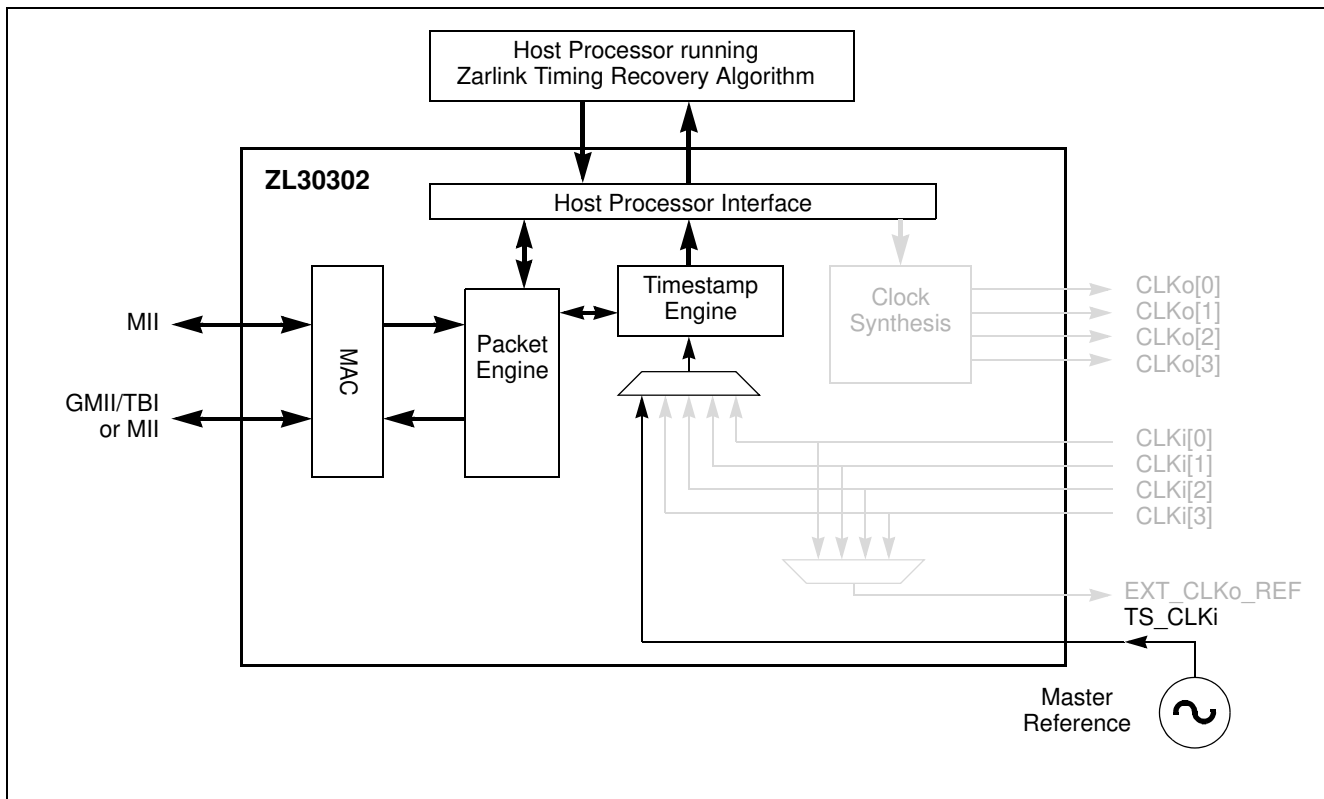 Host Processor running
Zarlink Timing Recovery Algorithm
ZL30302
Host Processor Interface
Timestamp
Engine
Clock
Synthesis
CLKo[0]
CLKo[1]
CLKo[2]
CLKo[3]
MII
MAC
Packet
Engine
GMII/TBI
or MII
CLKi[0]
CLKi[1]
CLKi[2]
CLKi[3]
EXT_CLKo_REF
TS_CLKi
Master
Reference